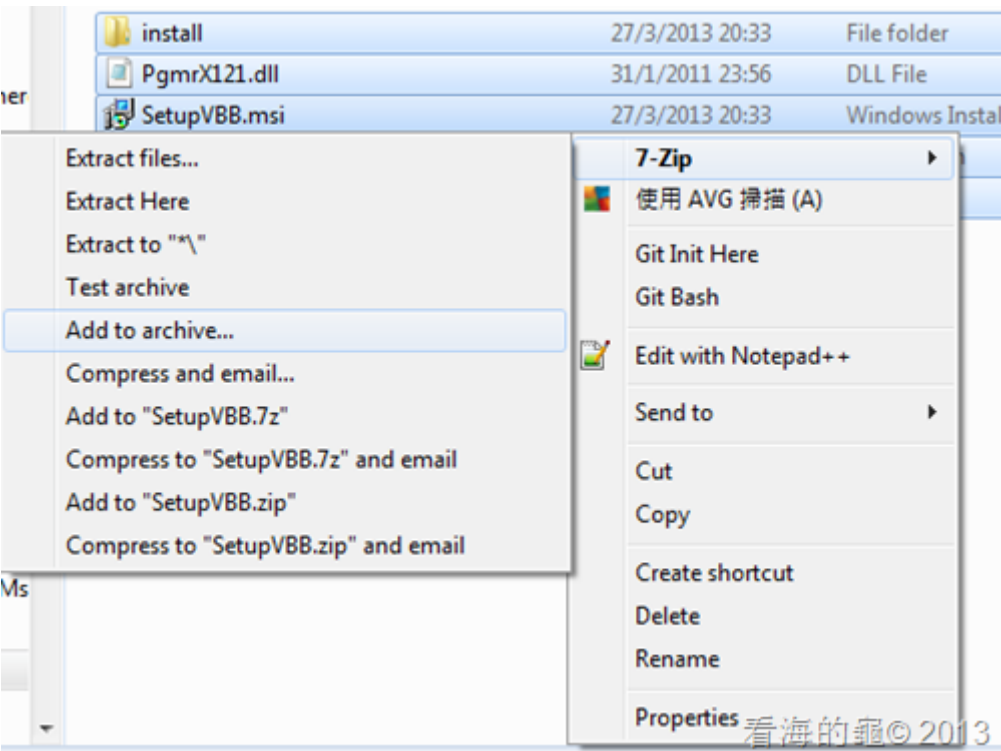 install 27/3/2013 20:33 File folder
PgmrX121.dll 31/1/2011 23:56 DLL File
SetupVBB.msi 27/3/2013 20:33 Windows Instal
Extract files...
Extract Here
Extract to "*\"
Test archive
Add to archive...
Compress and email...
Add to "SetupVBB.7z"
Compress to "SetupVBB.7z" and email
Add to "SetupVBB.zip"
Compress to "SetupVBB.zip" and email
7-Zip
使用 AVG 掃描 (A)
Git Init Here
Git Bash
Edit with Notepad++
Send to
Cut
Copy
Create shortcut
Delete
Rename
Properties
Ms
看海的龜© 2013